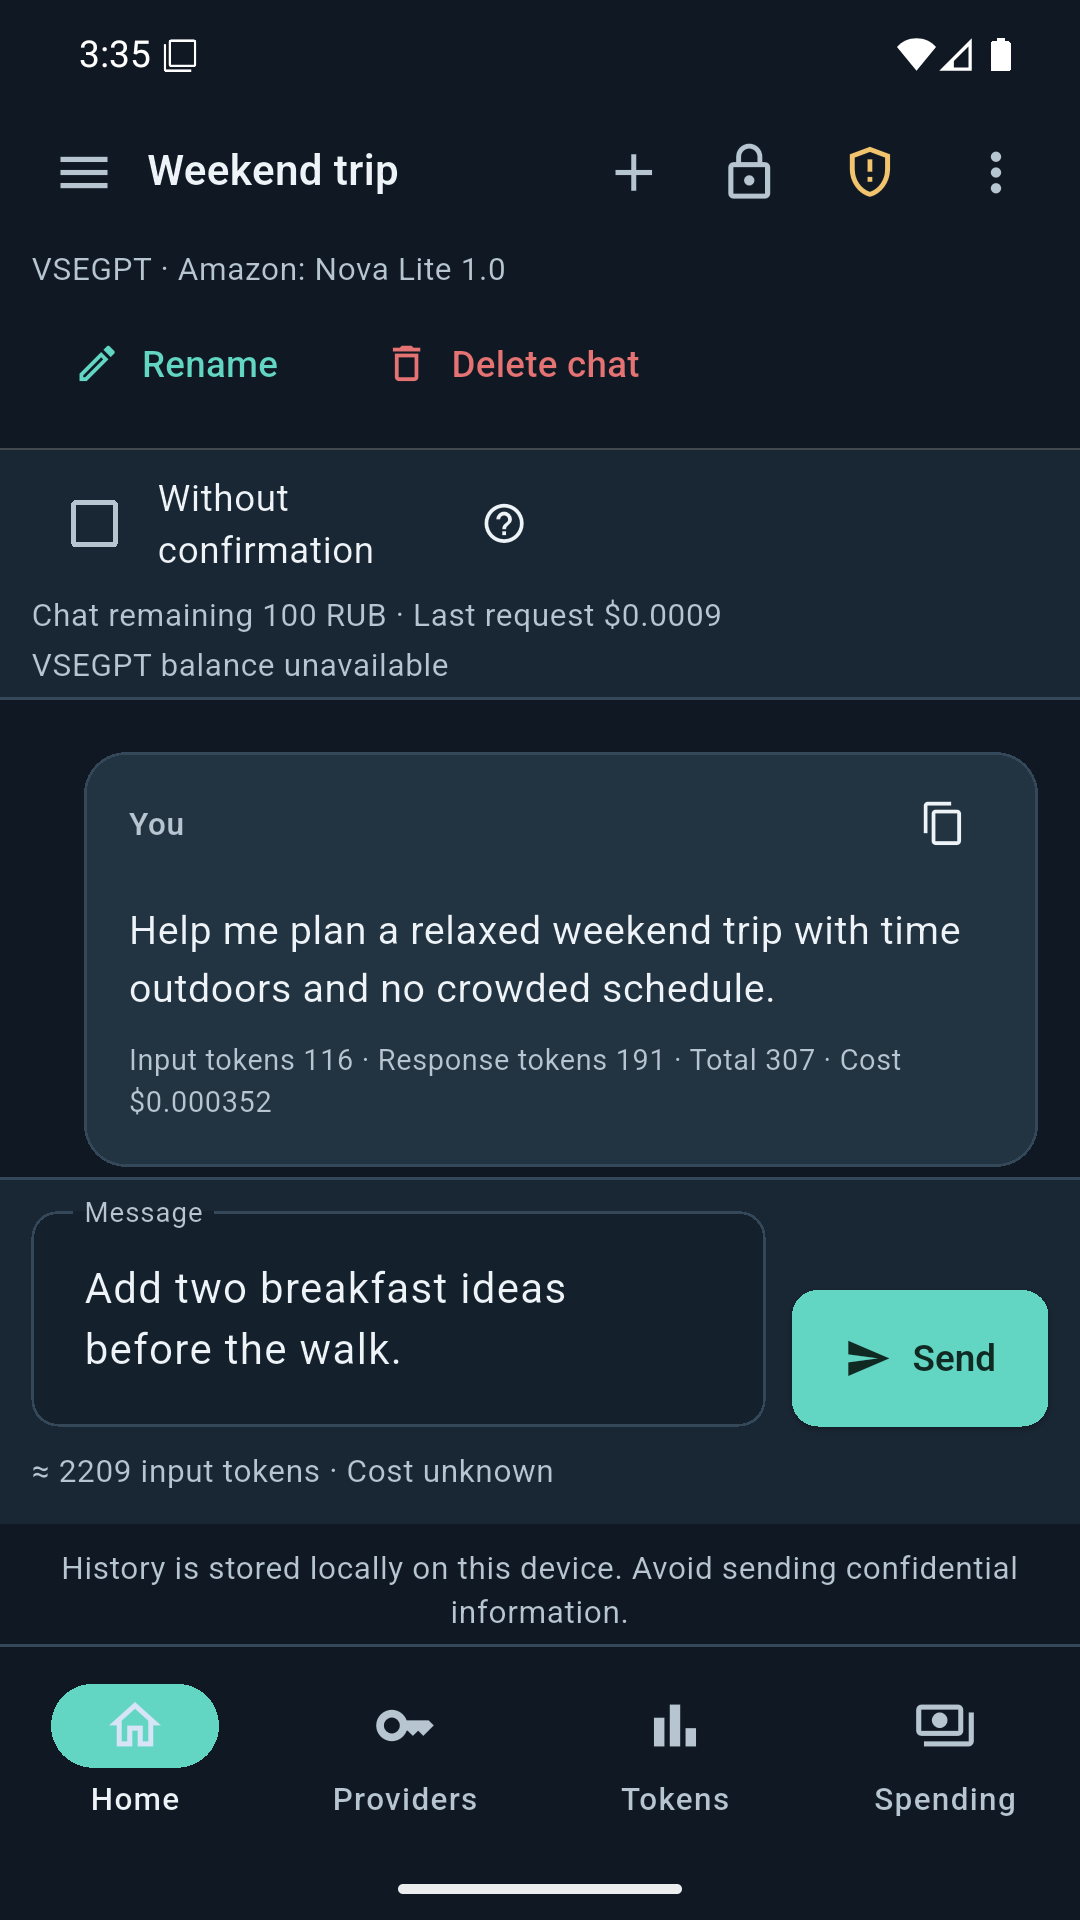 3:35
Weekend trip
VSEGPT · Amazon: Nova Lite 1.0
Rename
Delete chat
Without
confirmation
Chat remaining 100 RUB · Last request $0.0009
VSEGPT balance unavailable
You
Help me plan a relaxed weekend trip with time
outdoors and no crowded schedule.
Input tokens 116 · Response tokens 191 · Total 307 · Cost
$0.000352
Message
Add two breakfast ideas
before the walk.
Send
≈ 2209 input tokens · Cost unknown
History is stored locally on this device. Avoid sending confidential
information.
Home
Providers
Tokens
Spending